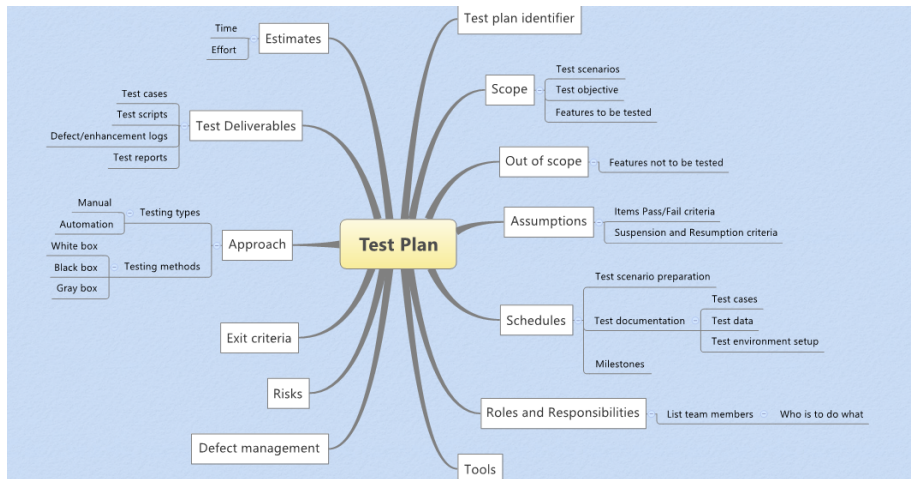 Test plan identifier
Time
Effort
Estimates
Scope
Test scenarios
Test objective
Features to be tested
Test cases
Test scripts
Defect/enhancement logs
Test reports
Test Deliverables
Out of scope
Features not to be tested
Manual
Automation
Testing types
White box
Black box
Gray box
Testing methods
Approach
Test Plan
Assumptions
Items Pass/Fail criteria
Suspension and Resumption criteria
Schedules
Test scenario preparation
Test documentation
Test cases
Test data
Test environment setup
Milestones
Exit criteria
Risks
Roles and Responsibilities
List team members
Who is to do what
Defect management
Tools